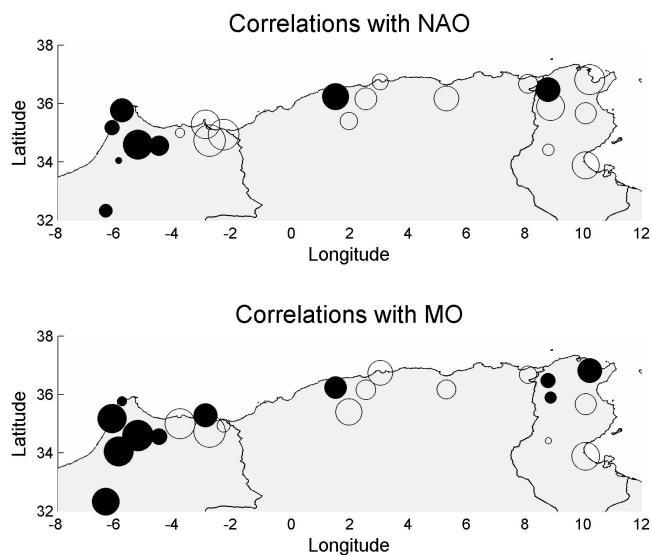 Correlations with NAO
38
36
34
32
Latitude
-8 -6 -4 -2 0 2 4 6 8 10 12
Longitude
Correlations with MO
38
36
34
32
Latitude
-8 -6 -4 -2 0 2 4 6 8 10 12
Longitude